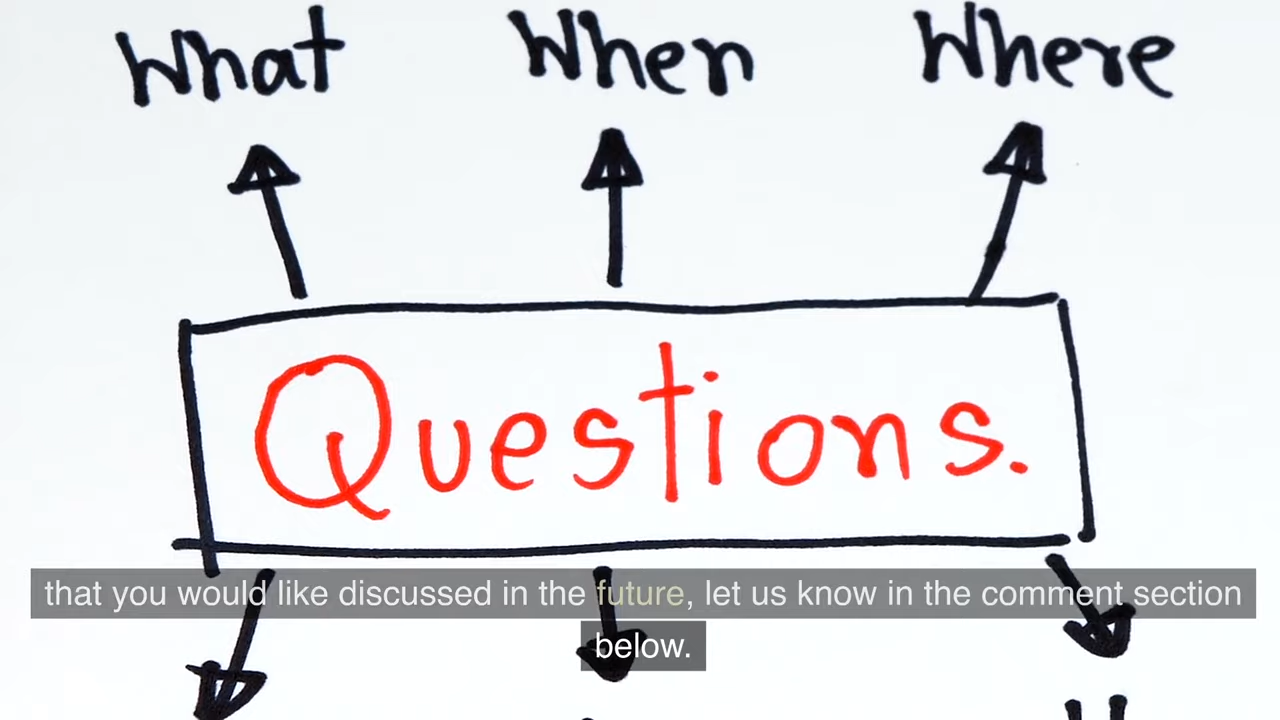 What When Where
Questions.
that you would like discussed in the future, let us know in the comment section
below.